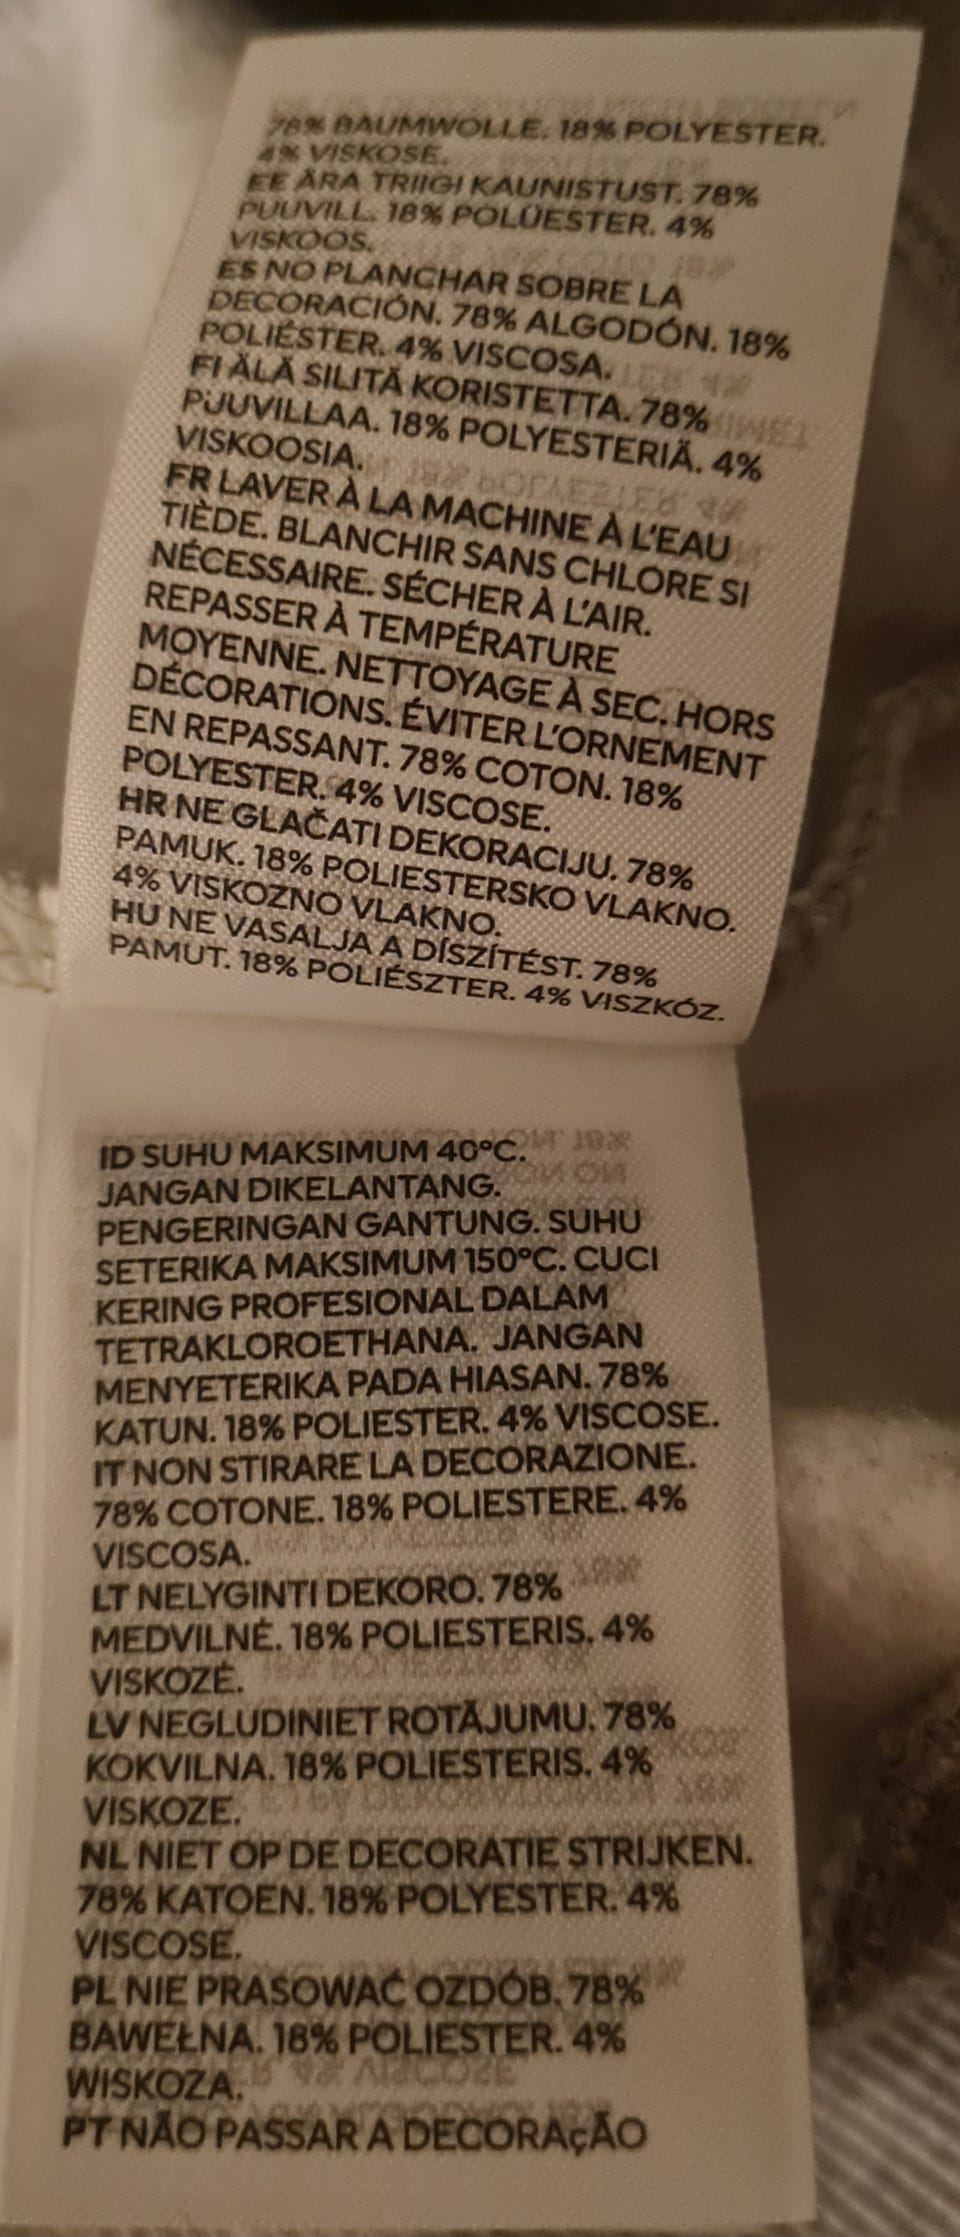 78% BAUMWOLLE. 18% POLYESTER.
4% VISKOSE.
EE ÄRA TRIIGI KAUNISTUST. 78%
PUUVILL. 18% POLÜESTER. 4%
VISKOOS.
ES NO PLANCHAR SOBRE LA
DECORACIÓN. 78% ALGODÓN. 18%
POLIÉSTER. 4% VISCOSA.
FI ÄLÄ SILITÄ KORISTETTA. 78%
PUUVILLAA. 18% POLYESTERIÄ. 4%
VISKOOSIA.
FR LAVER À LA MACHINE À L'EAU
TIÈDE. BLANCHIR SANS CHLORE SI
NÉCESSAIRE. SÉCHER À L'AIR.
REPASSER À TEMPÉRATURE
MOYENNE. NETTOYAGE À SEC. HORS
DÉCORATIONS. ÉVITER L'ORNEMENT
EN REPASSANT. 78% COTON. 18%
POLYESTER. 4% VISCOSE.
HR NE GLAČATI DEKORACIJU. 78%
PAMUK. 18% POLIESTERSKO VLAKNO.
4% VISKOZNO VLAKNO.
HU NE VASALJA A DÍSZÍTÉST. 78%
PAMUT. 18% POLIÉSZTER. 4% VISZKÓZ.
ID SUHU MAKSIMUM 40°C.
JANGAN DIKELANTANG.
PENGERINGAN GANTUNG. SUHU
SETERIKA MAKSIMUM 150°C. CUCI
KERING PROFESIONAL DALAM
TETRAKLOROETHANA. JANGAN
MENYETERIKA PADA HIASAN. 78%
KATUN. 18% POLIESTER. 4% VISCOSE.
IT NON STIRARE LA DECORAZIONE.
78% COTONE. 18% POLIESTERE. 4%
VISCOSA.
LT NELYGINTI DEKORO. 78%
MEDVILNĖ. 18% POLIESTERIS. 4%
VISKOZĖ.
LV NEGLUDINIET ROTĀJUMU. 78%
KOKVILNA. 18% POLIESTERIS. 4%
VISKOZE.
NL NIET OP DE DECORATIE STRIJKEN.
78% KATOEN. 18% POLYESTER. 4%
VISCOSE.
PL NIE PRASOWAĆ OZDÓB. 78%
BAWEŁNA. 18% POLIESTER. 4%
WISKOZA.
PT NÃO PASSAR A DECORAçÃO